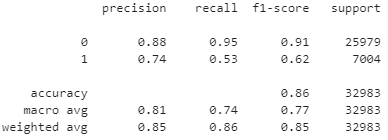 precision recall f1-score support
0 0.88 0.95 0.91 25979
1 0.74 0.53 0.62 7004
accuracy 0.86 32983
macro avg 0.81 0.74 0.77 32983
weighted avg 0.85 0.86 0.85 32983